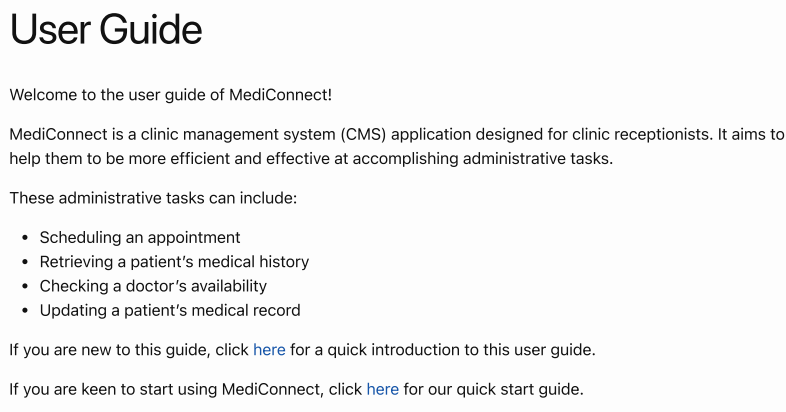 User Guide
Welcome to the user guide of MediConnect!
MediConnect is a clinic management system (CMS) application designed for clinic receptionists. It aims to
help them to be more efficient and effective at accomplishing administrative tasks.
These administrative tasks can include:
• Scheduling an appointment
• Retrieving a patient’s medical history
• Checking a doctor’s availability
• Updating a patient’s medical record
If you are new to this guide, click here for a quick introduction to this user guide.
If you are keen to start using MediConnect, click here for our quick start guide.